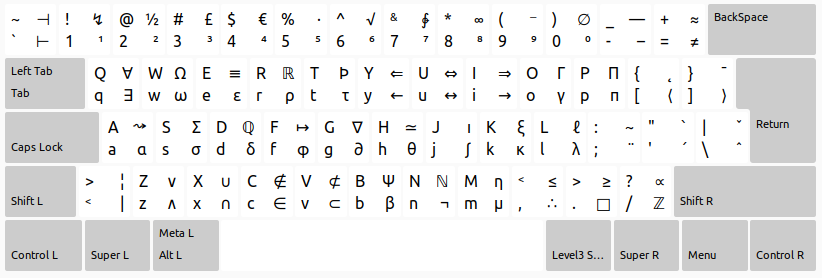 ~ ⊣ ! ↯ @ ½ # £ $ € % · ^ √ & ∮ * ∞ ( ⁻ ) ∅ _ — + ≈ BackSpace
` ⊢ 1 ¹ 2 ² 3 ³ 4 ⁴ 5 ⁵ 6 ⁶ 7 ⁷ 8 ⁸ 9 ⁹ 0 ⁰ - – = ≠
Left Tab Q ∀ W Ω E ≡ R ℝ T Þ Y ⇐ U ⇔ I ⇒ O Γ P Π { ˛ } ¯
Tab q ∃ w ω e ε r ρ t τ y ← u ↔ i → o γ p π [ ⟨ ] ⟩
A ⤳ S Σ D ℚ F ↦ G ∇ H ≃ J ı K ξ L ℓ : ~ " ` | ˇ Return
Caps Lock a α s σ d δ f φ g ∂ h θ j ∫ k κ l λ ; ¨ ' ´ \ ˆ
> ¦ Z ∨ X ∪ C ∉ V ⊄ B Ψ N ℕ M η < ≤ > ≥ ? ∝
Shift L < | z ∧ x ∩ c ∈ v ⊂ b β n ¬ m μ , ∴ . □ / ℤ Shift R
Meta L
Control L Super L Alt L Level3 S... Super R Menu Control R